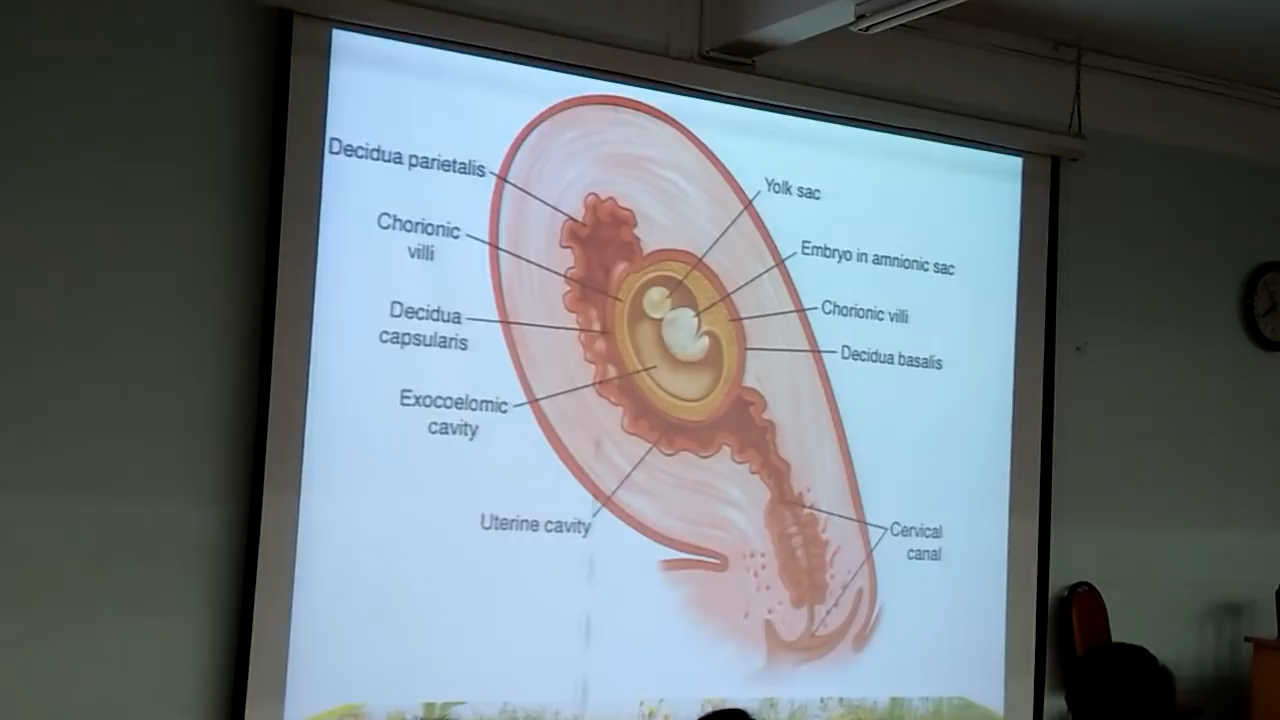 Decidua parietalis
Chorionic
villi
Decidua
capsularis
Exocoelomic
cavity
Uterine cavity
Yolk sac
Embryo in amnionic sac
Chorionic villi
Decidua basalis
Cervical
canal